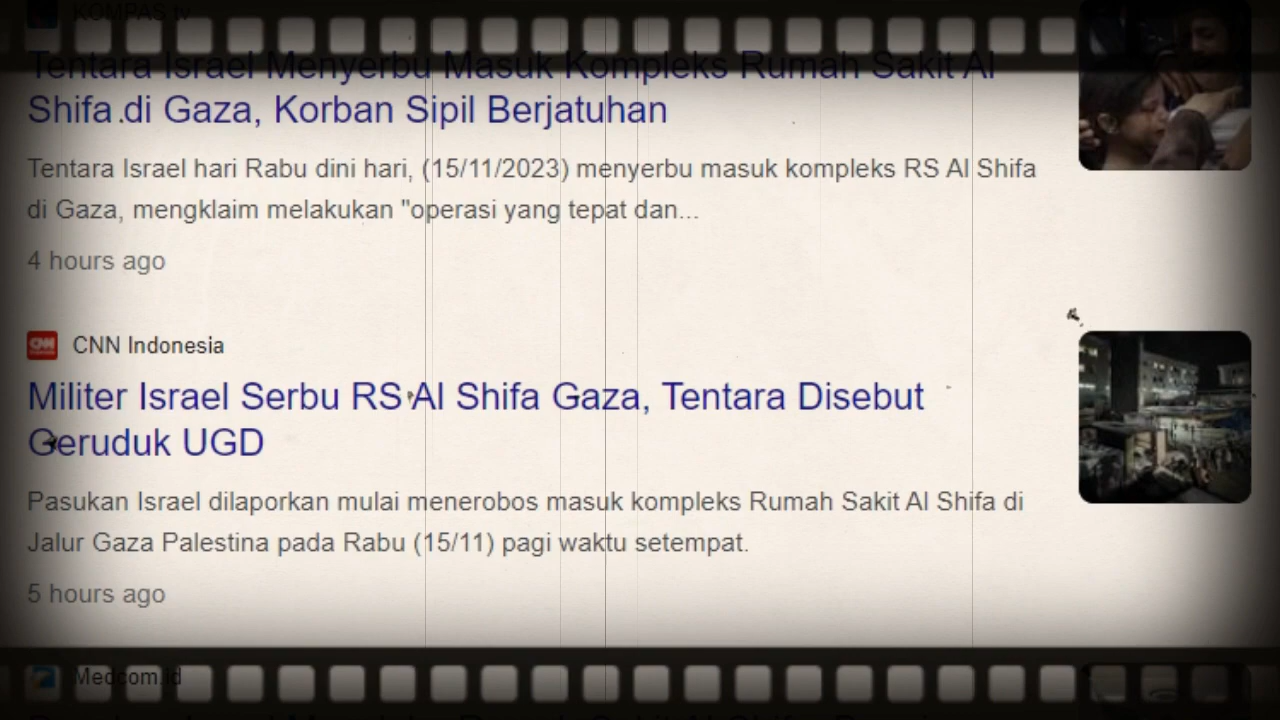 KOMPAS tv
Tentara Israel Menyerbu Masuk Kompleks Rumah Sakit Al
Shifa di Gaza, Korban Sipil Berjatuhan
Tentara Israel hari Rabu dini hari, (15/11/2023) menyerbu masuk kompleks RS Al Shifa
di Gaza, mengklaim melakukan "operasi yang tepat dan...
4 hours ago
CNN Indonesia
Militer Israel Serbu RS Al Shifa Gaza, Tentara Disebut
Geruduk UGD
Pasukan Israel dilaporkan mulai menerobos masuk kompleks Rumah Sakit Al Shifa di
Jalur Gaza Palestina pada Rabu (15/11) pagi waktu setempat.
5 hours ago
Medcom.id